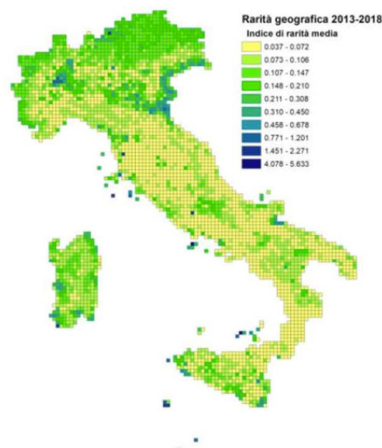 Rarità geografica 2013-2018
Indice di rarità media
0.037 - 0.072
0.073 - 0.106
0.107 - 0.147
0.148 - 0.210
0.211 - 0.308
0.310 - 0.450
0.458 - 0.678
0.771 - 1.201
1.451 - 2.271
4.078 - 5.633